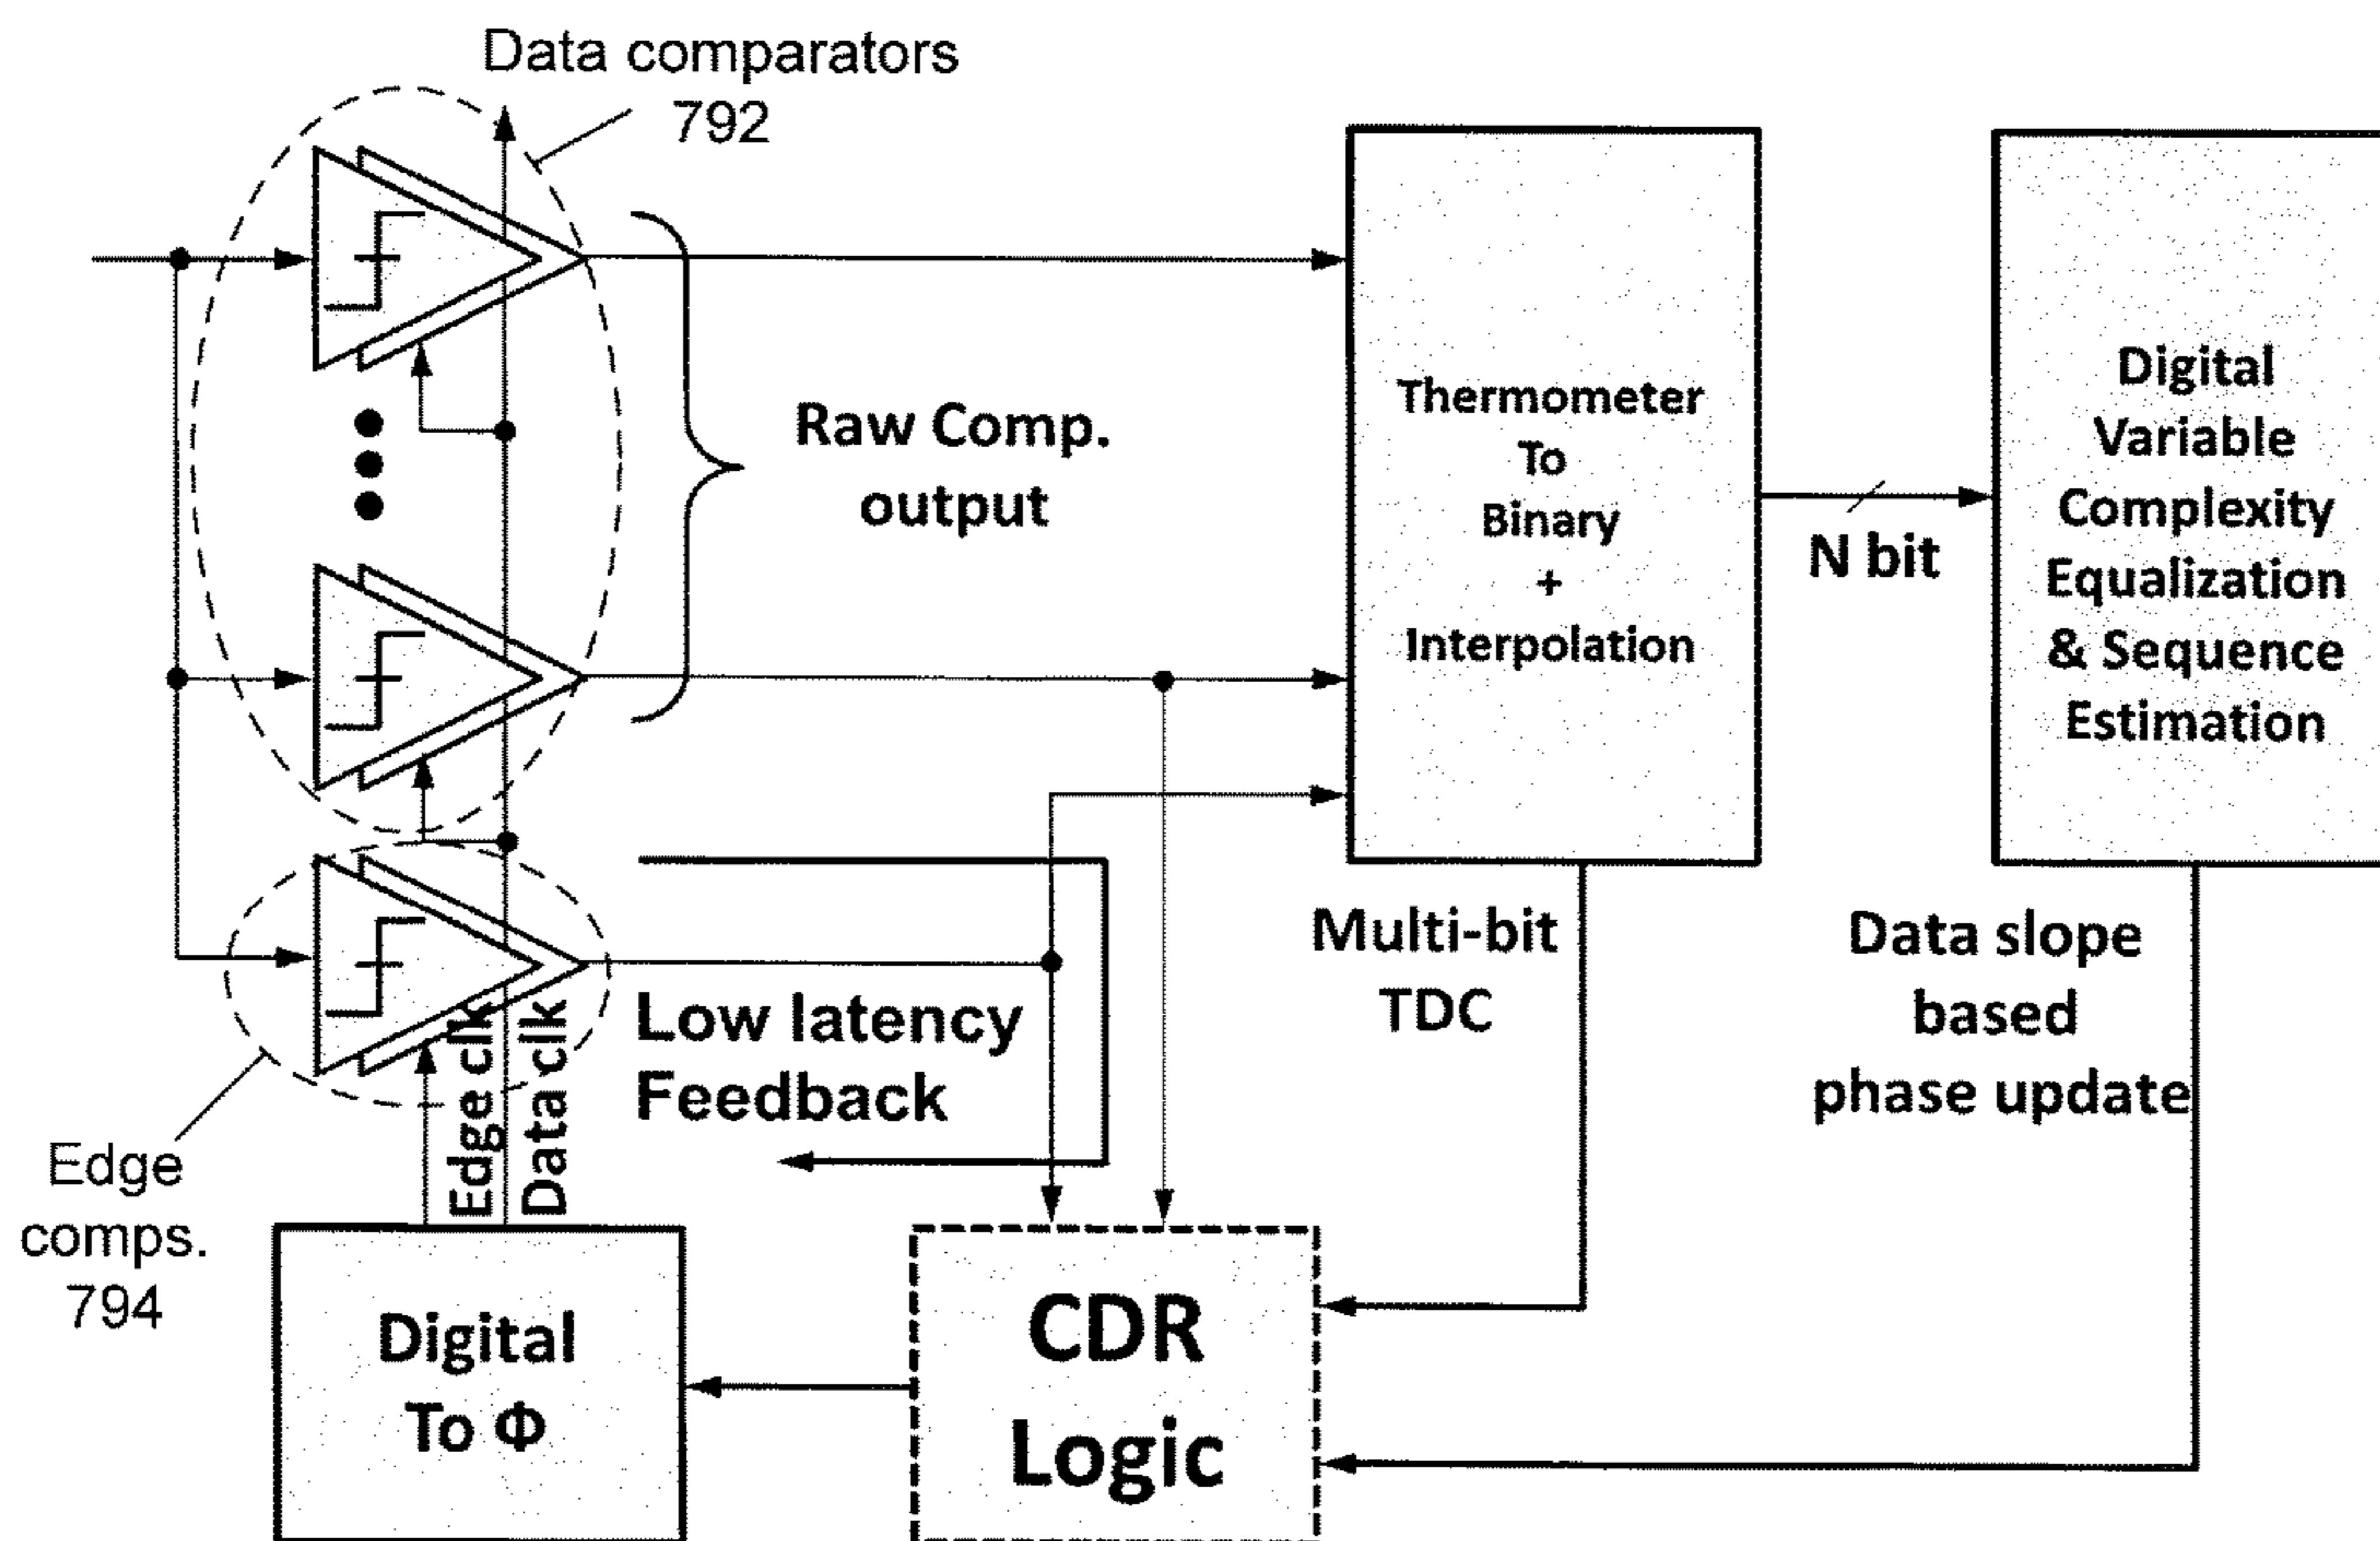 Data comparators
792
Raw Comp.
output
Thermometer
To
Binary
+
Interpolation
N bit
Digital
Variable
Complexity
Equalization
& Sequence
Estimation
Low latency
Feedback
Multi-bit
TDC
Data slope
based
phase update
Edge clk
Data clk
Edge
comps.
794
Digital
To Φ
CDR
Logic